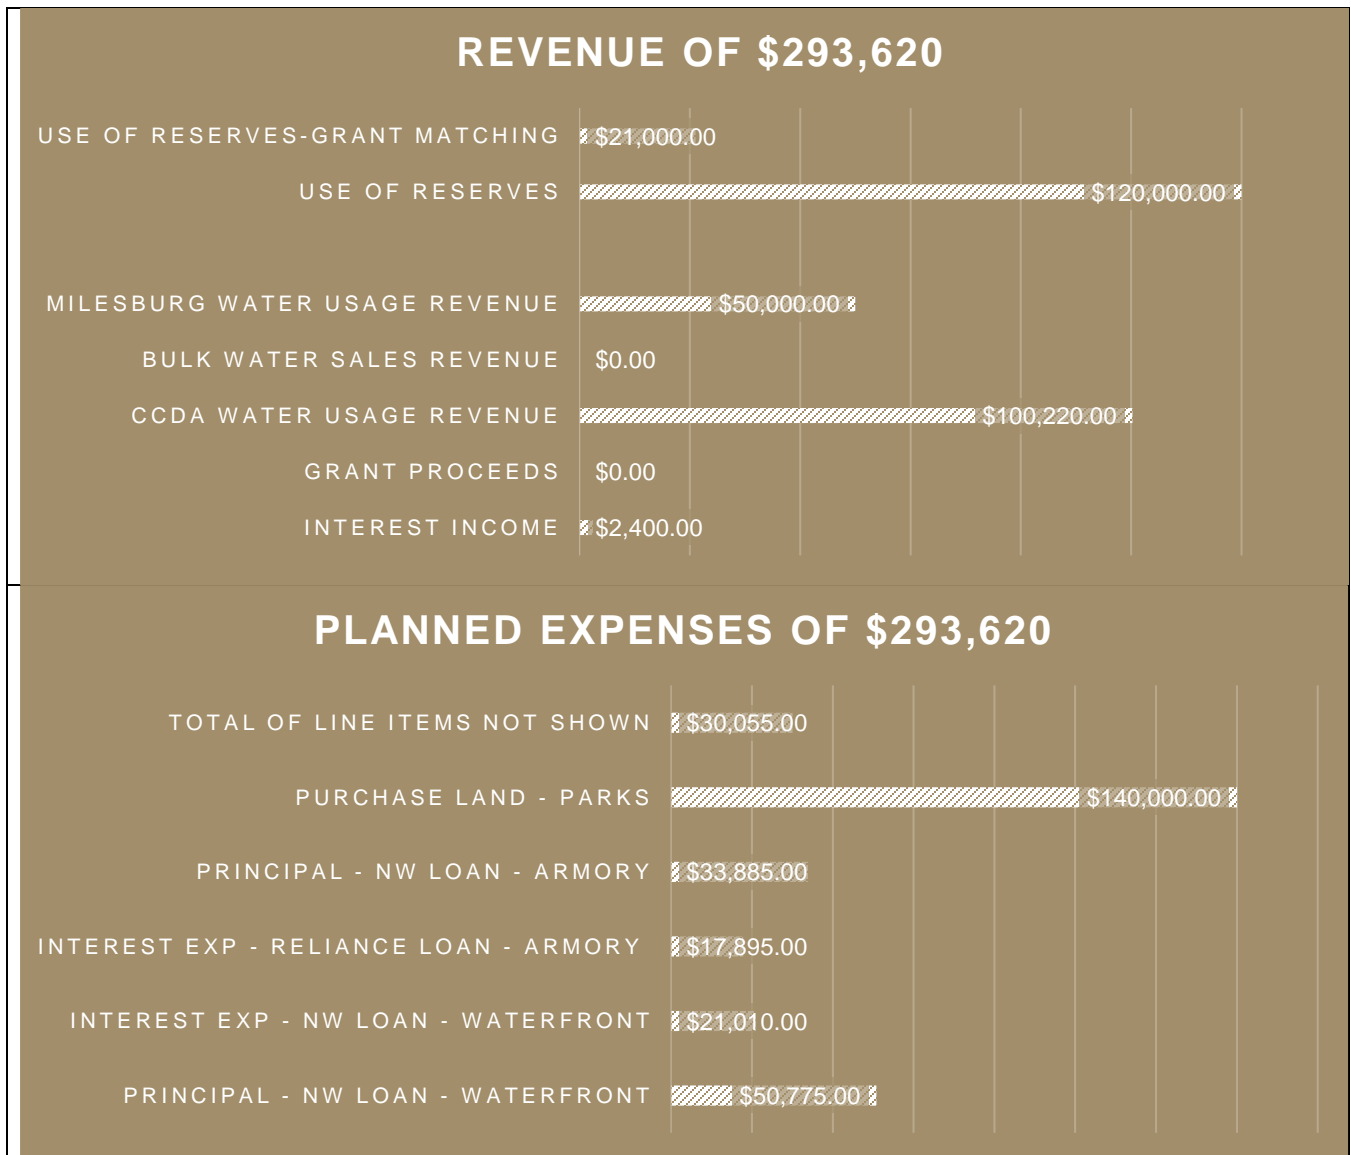 REVENUE OF $293,620
USE OF RESERVES-GRANT MATCHING $21,000.00
USE OF RESERVES $120,000.00
MILESBURG WATER USAGE REVENUE $50,000.00
BULK WATER SALES REVENUE $0.00
CCDA WATER USAGE REVENUE $100,220.00
GRANT PROCEEDS $0.00
INTEREST INCOME $2,400.00
PLANNED EXPENSES OF $293,620
TOTAL OF LINE ITEMS NOT SHOWN $30,055.00
PURCHASE LAND - PARKS $140,000.00
PRINCIPAL - NW LOAN - ARMORY $33,885.00
INTEREST EXP - RELIANCE LOAN - ARMORY $17,895.00
INTEREST EXP - NW LOAN - WATERFRONT $21,010.00
PRINCIPAL - NW LOAN - WATERFRONT $50,775.00